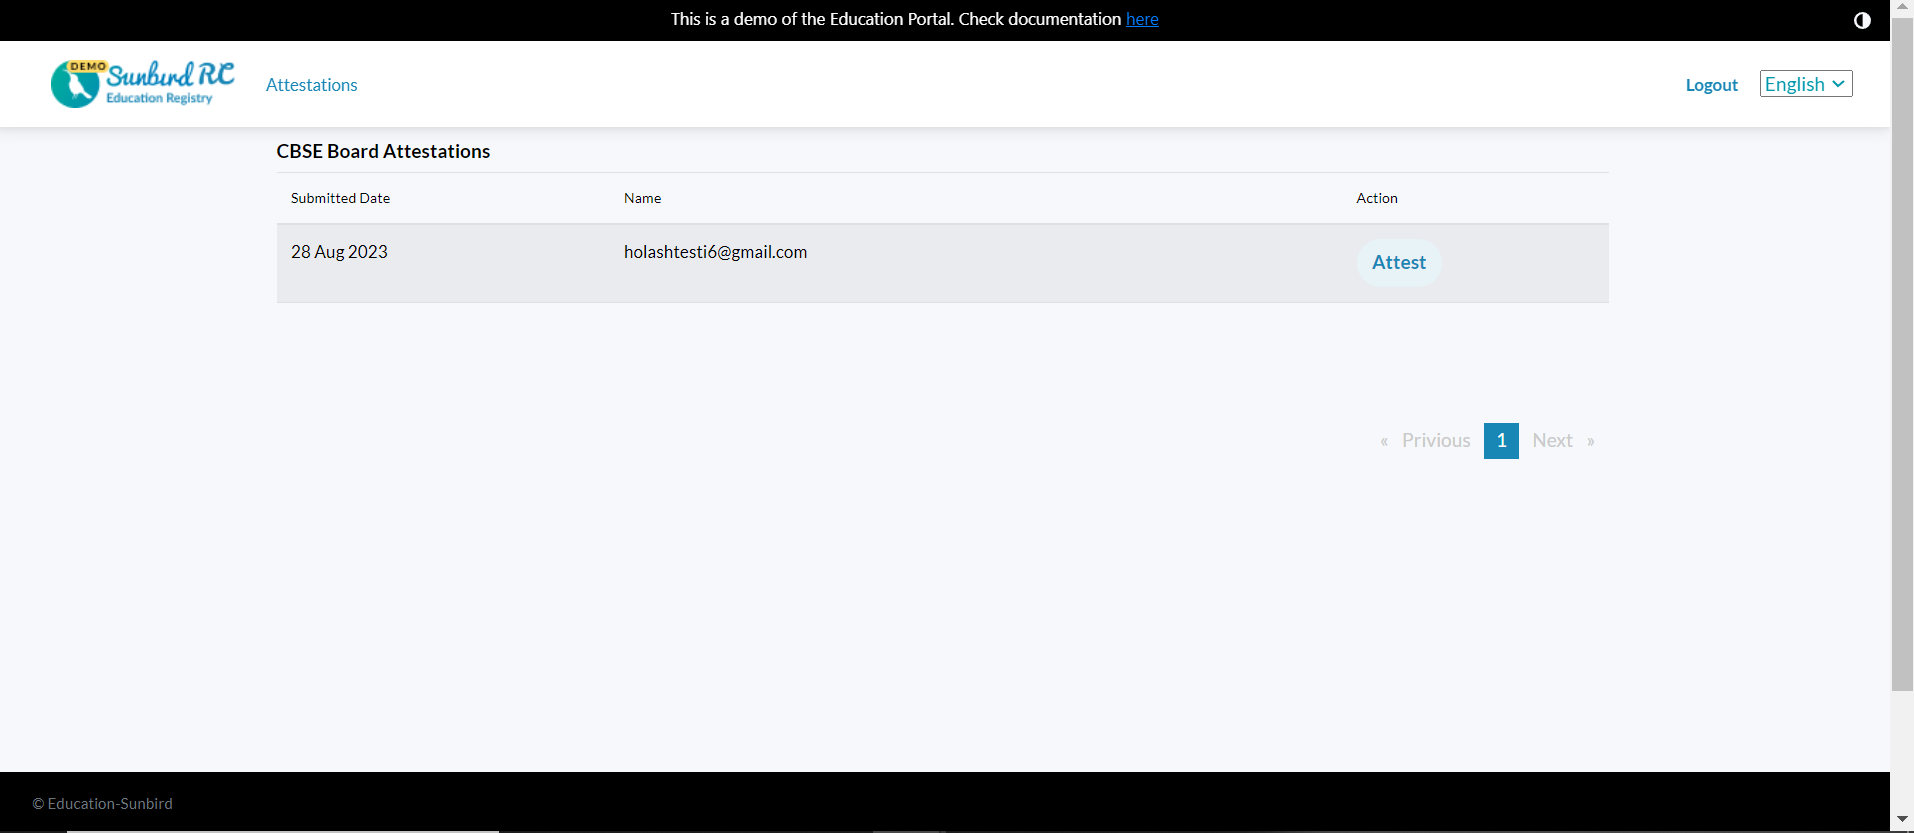 This is a demo of the Education Portal. Check documentation here
DEMO
Sunbird RC
Education Registry
Attestations
Logout
English
CBSE Board Attestations
Submitted Date Name Action
28 Aug 2023 holashtesti6@gmail.com Attest
« Privious 1 Next »
© Education-Sunbird